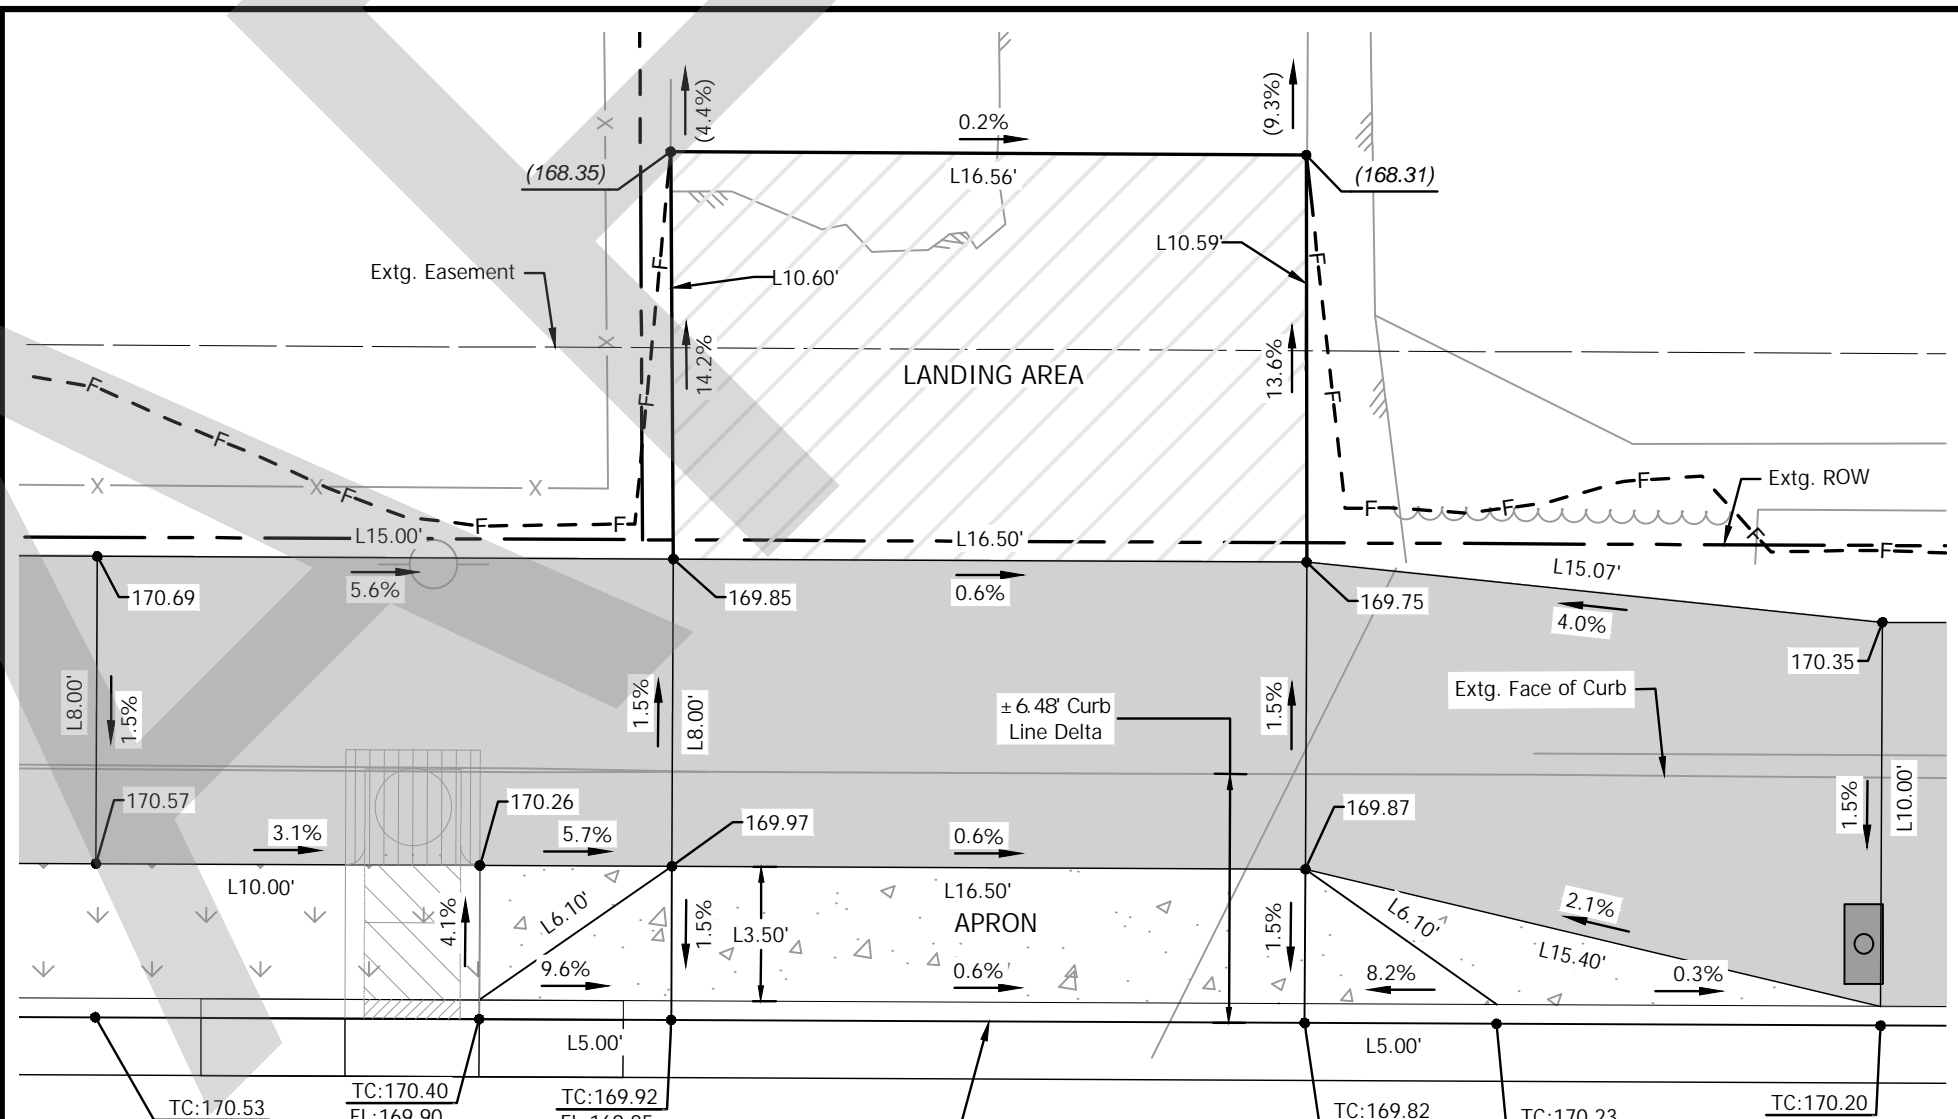 (4.4%)
(9.3%)
0.2%
(168.35)
L16.56'
(168.31)
L10.59'
Extg. Easement
F
L10.60'
F
X
X
14.2%
13.6%
LANDING AREA
F
F
F
F
X
X
F
X
F
F
F
F
F
Extg. ROW
F
F
L15.00'
L16.50'
L15.07'
5.6%
0.6%
170.69
169.85
169.75
4.0%
170.35
L8.00'
1.5%
1.5%
L8.00'
±6.48' Curb
Line Delta
1.5%
Extg. Face of Curb
1.5%
L10.00'
170.57
170.26
169.97
169.87
3.1%
5.7%
0.6%
L10.00'
L6.10'
4.1%
1.5%
L3.50'
L16.50'
APRON
1.5%
L6.10'
2.1%
L15.40'
9.6%
0.6%
8.2%
0.3%
L5.00'
L5.00'
TC:170.53
TC:170.40
FL:169.90
TC:169.92
TC:169.82
TC:170.23
TC:170.20